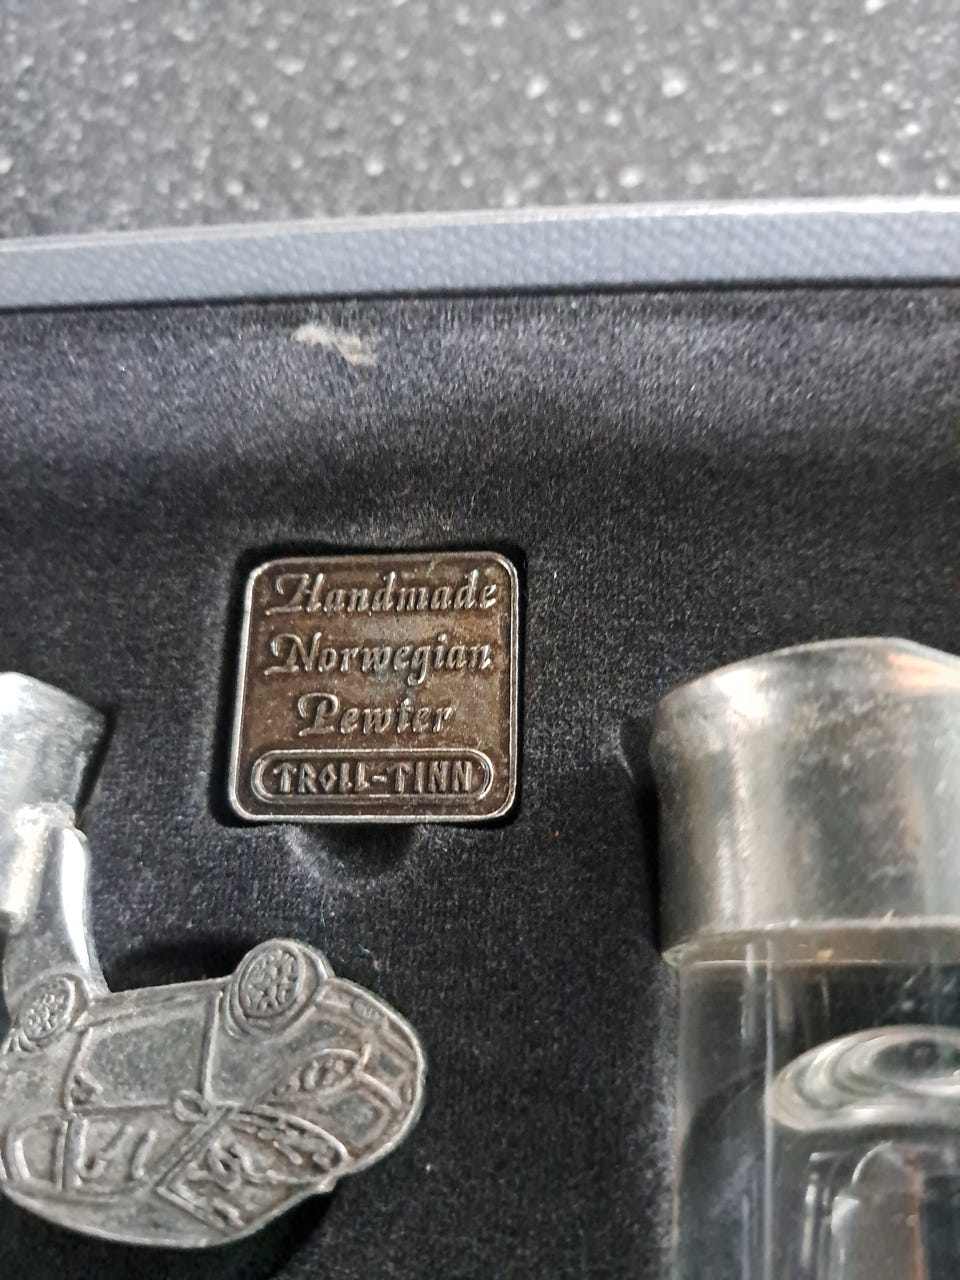 Handmade
Norwegian
Pewter
TROLL-TINN